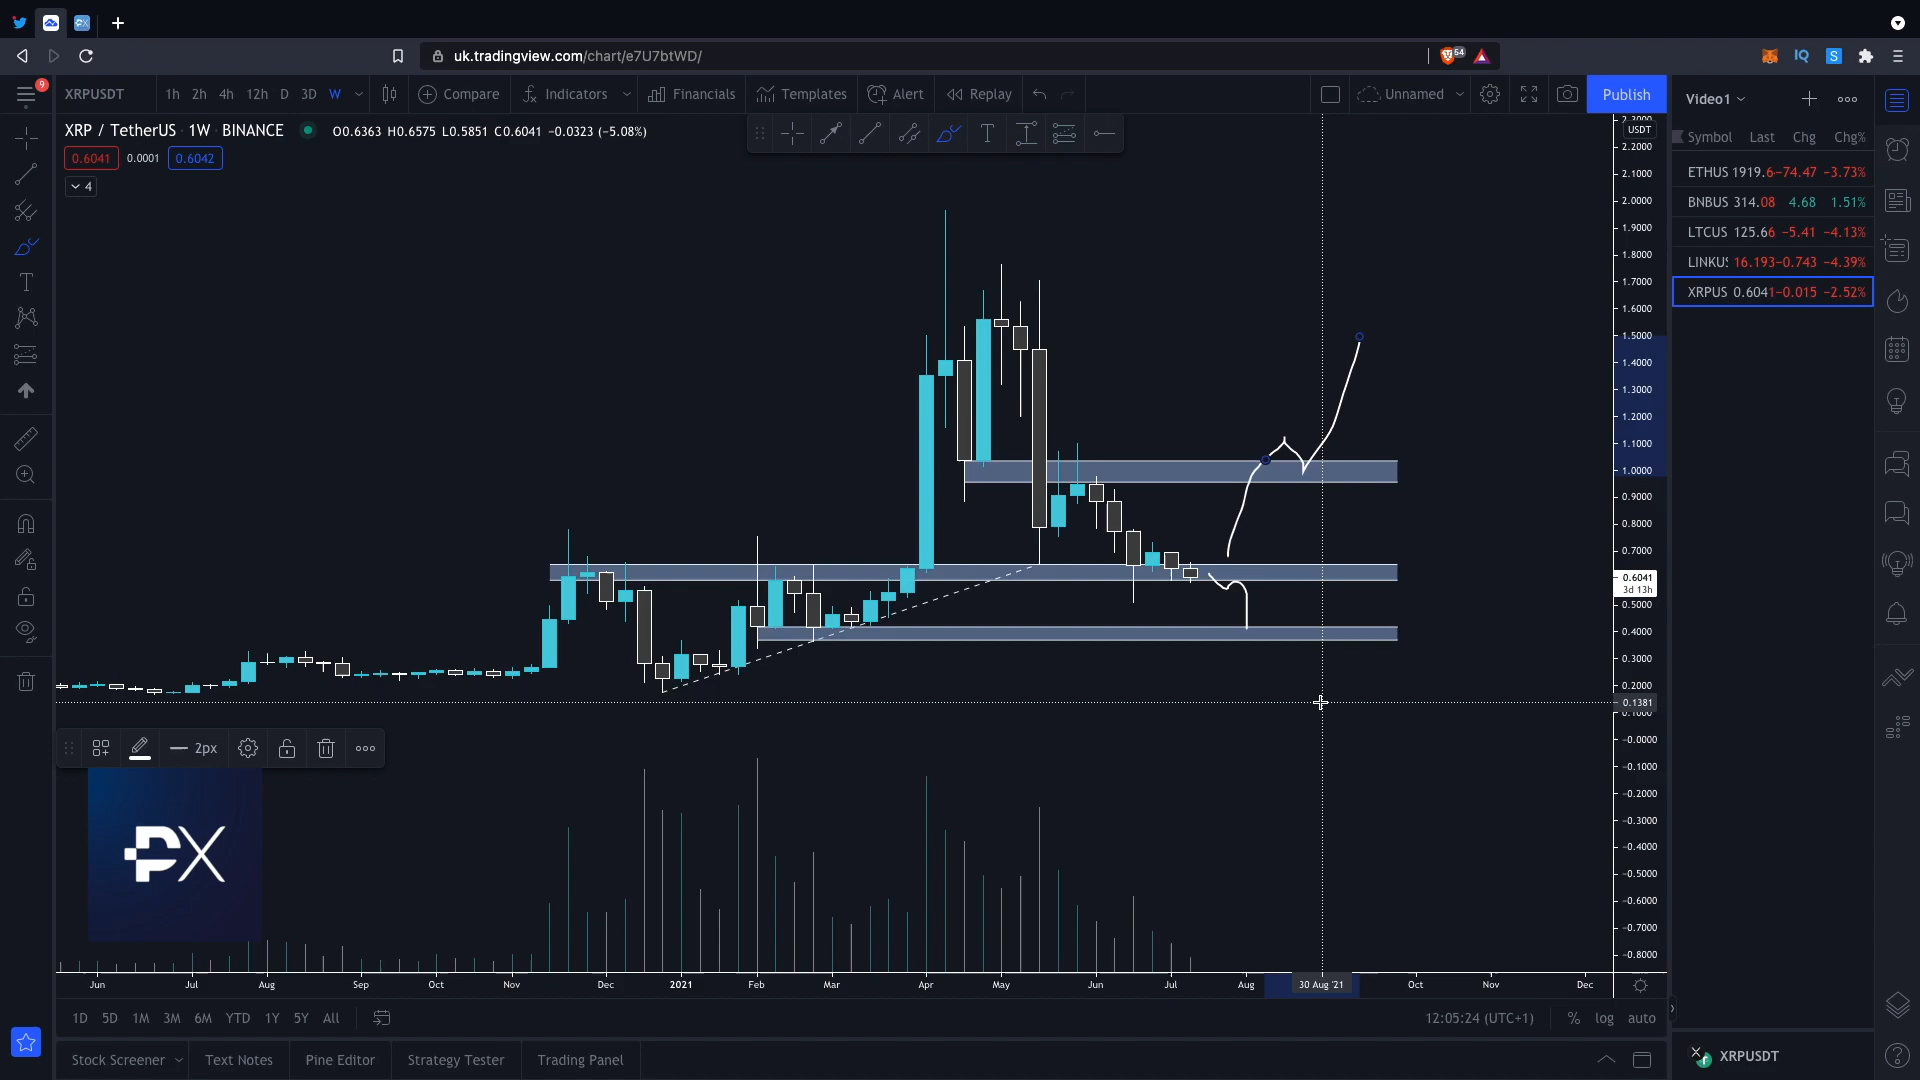 uk.tradingview.com/chart/e7U7btWD/
54
9
XRPUSDT 1h 2h 4h 12h D 3D W Compare Indicators Financials Templates Alert Replay Unnamed Publish
Video1
XRP / TetherUS · 1W · BINANCE O0.6363 H0.6575 L0.5851 C0.6041 −0.0323 (−5.08%)
0.6041 0.0001 0.6042
4
Symbol Last Chg Chg%
ETHUS 1919.6 −74.47 −3.73%
BNBUS 314.08 4.68 1.51%
LTCUS 125.66 −5.41 −4.13%
LINKUS 16.193 −0.743 −4.39%
XRPUS 0.6041 −0.015 −2.52%
USDT
2.2000
2.1000
2.0000
1.9000
1.8000
1.7000
1.6000
1.5000
1.4000
1.3000
1.2000
1.1000
1.0000
0.9000
0.8000
0.7000
0.6041
3d 13h
0.5000
0.4000
0.3000
0.2000
0.1381
0.1000
−0.0000
−0.1000
−0.2000
−0.3000
−0.4000
−0.5000
−0.6000
−0.7000
−0.8000
2px
PX
Jun Jul Aug Sep Oct Nov Dec 2021 Feb Mar Apr May Jun Jul Aug 30 Aug '21 Oct Nov Dec
1D 5D 1M 3M 6M YTD 1Y 5Y All 12:05:24 (UTC+1) % log auto
Stock Screener Text Notes Pine Editor Strategy Tester Trading Panel
XRPUSDT